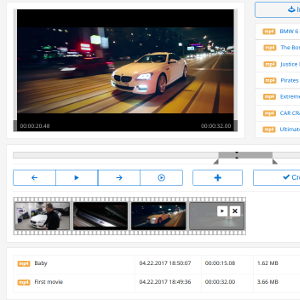 00:00:20.48 00:00:32.00
mp4 BMW 6
mp4 The Bo
mp4 Justice
mp4 Pirates
mp4 Extrem
mp4 CAR CR
mp4 Ultimat
Cr
mp4 Baby 04.22.2017 18:50:07 00:00:15.08 1.62 MB
mp4 First movie 04.22.2017 18:49:36 00:00:32.00 3.66 MB